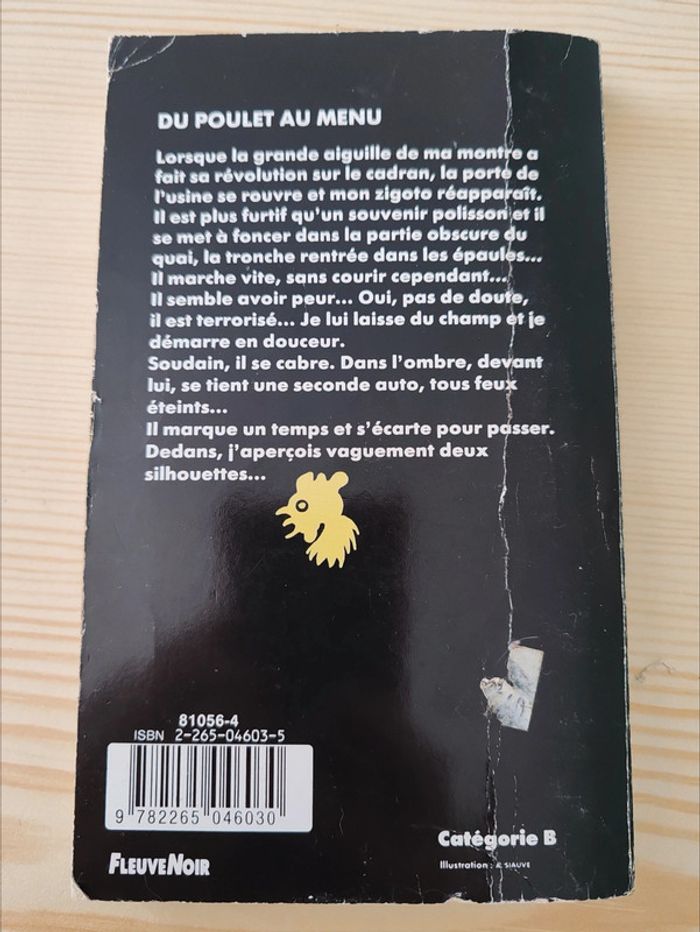 DU POULET AU MENU
Lorsque la grande aiguille de ma montre a
fait sa révolution sur le cadran, la porte de
l'usine se rouvre et mon zigoto réapparaît.
Il est plus furtif qu'un souvenir polisson et il
se met à foncer dans la partie obscure du
quai, la tronche rentrée dans les épaules...
Il marche vite, sans courir cependant...
Il semble avoir peur... Oui, pas de doute,
il est terrorisé... Je lui laisse du champ et je
démarre en douceur.
Soudain, il se cabre. Dans l'ombre, devant
lui, se tient une seconde auto, tous feux
éteints...
Il marque un temps et s'écarte pour passer.
Dedans, j'aperçois vaguement deux
silhouettes...
81056-4
ISBN 2-265-04603-5
9 782265 046030
FLEUVE NOIR
Catégorie B
Illustration : R. SIAUVE